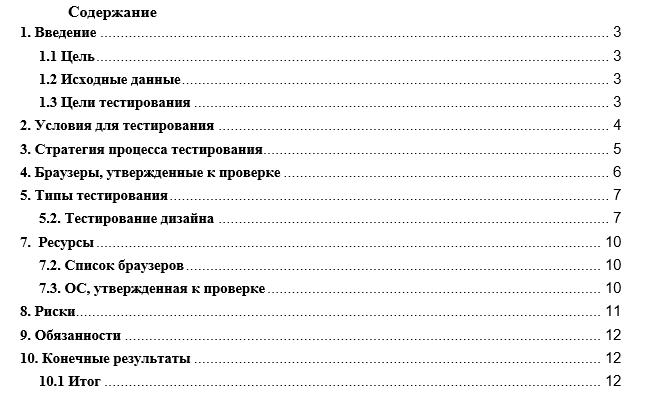 Содержание
1. Введение 3
1.1 Цель 3
1.2 Исходные данные 3
1.3 Цели тестирования 3
2. Условия для тестирования 4
3. Стратегия процесса тестирования 5
4. Браузеры, утвержденные к проверке 6
5. Типы тестирования 7
5.2. Тестирование дизайна 7
7. Ресурсы 10
7.2. Список браузеров 10
7.3. ОС, утвержденная к проверке 10
8. Риски 11
9. Обязанности 12
10. Конечные результаты 12
10.1 Итог 12